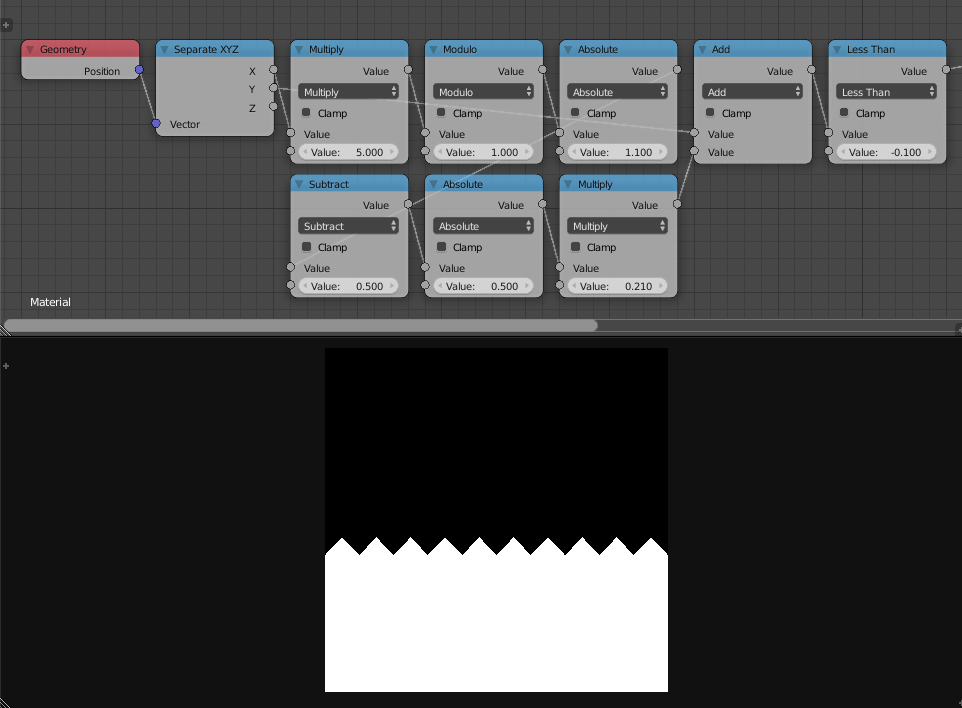 Geometry
Position
Separate XYZ
X
Y
Z
Vector
Multiply
Value
Multiply
Clamp
Value
Value: 5.000
Modulo
Value
Modulo
Clamp
Value
Value: 1.000
Absolute
Value
Absolute
Clamp
Value
Value: 1.100
Add
Value
Add
Clamp
Value
Value
Less Than
Value
Less Than
Clamp
Value
Value: -0.100
Subtract
Value
Subtract
Clamp
Value
Value: 0.500
Absolute
Value
Absolute
Clamp
Value
Value: 0.500
Multiply
Value
Multiply
Clamp
Value
Value: 0.210
Material